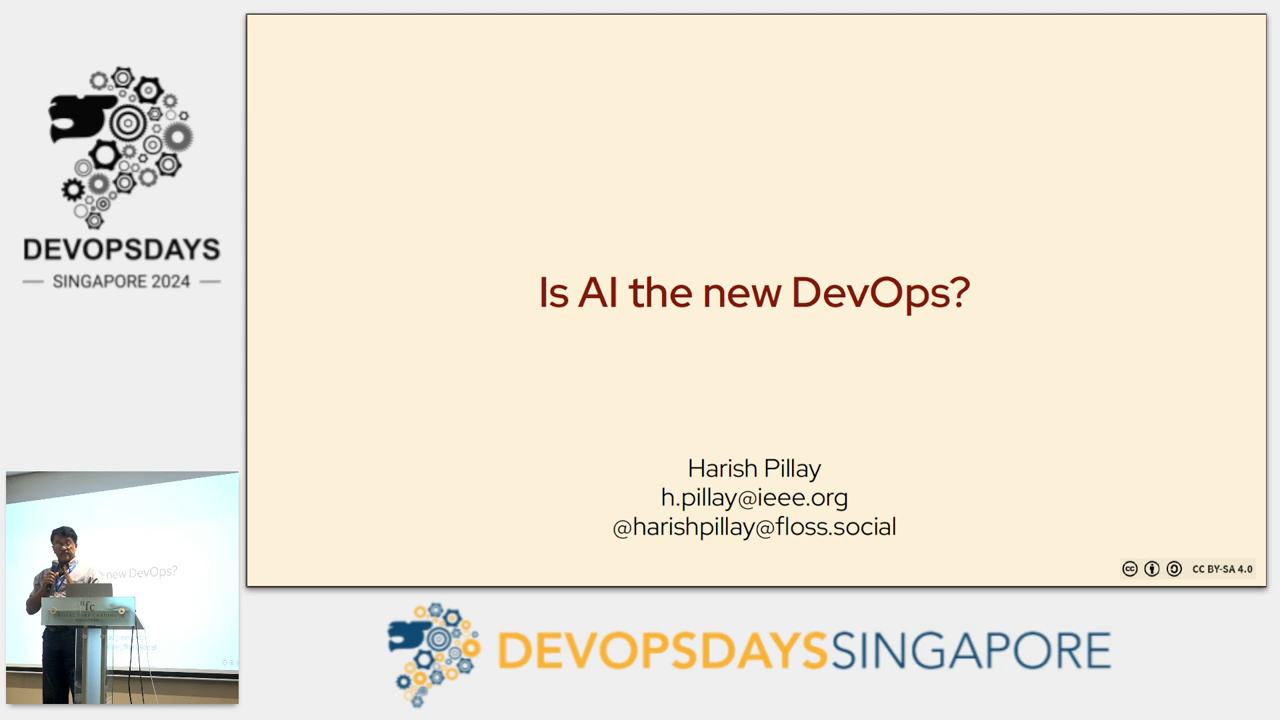 DEVOPSDAYS
SINGAPORE 2024
Is AI the new DevOps?
Harish Pillay
h.pillay@ieee.org
@harishpillay@floss.social
CC BY-SA 4.0
new DevOps?
DEVOPSDAYSSINGAPORE